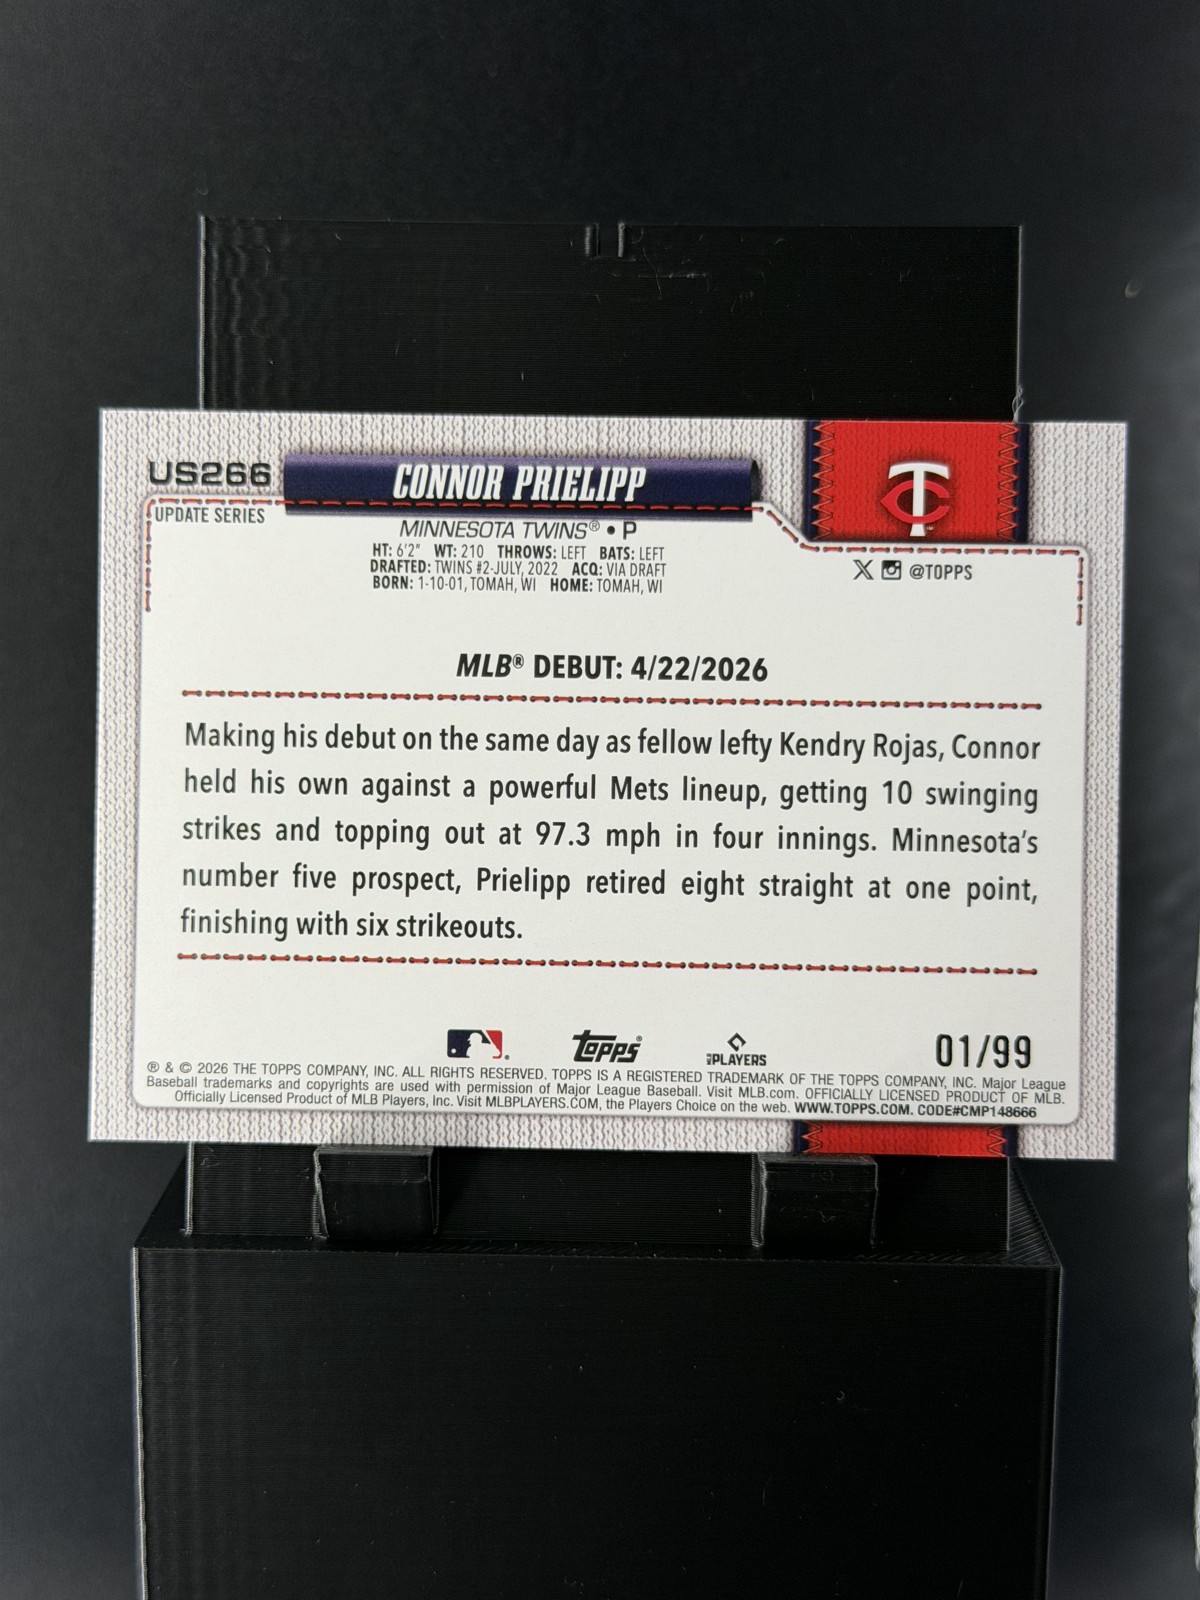 US266
CONNOR PRIELIPP
UPDATE SERIES
MINNESOTA TWINS® • P
HT: 6'2" WT: 210 THROWS: LEFT BATS: LEFT
DRAFTED: TWINS #2-JULY, 2022 ACQ: VIA DRAFT
BORN: 1-10-01, TOMAH, WI HOME: TOMAH, WI
TC
X @TOPPS
MLB® DEBUT: 4/22/2026
Making his debut on the same day as fellow lefty Kendry Rojas, Connor
held his own against a powerful Mets lineup, getting 10 swinging
strikes and topping out at 97.3 mph in four innings. Minnesota's
number five prospect, Prielipp retired eight straight at one point,
finishing with six strikeouts.
topps®
MLB PLAYERS
01/99
® & © 2026 THE TOPPS COMPANY, INC. ALL RIGHTS RESERVED. TOPPS IS A REGISTERED TRADEMARK OF THE TOPPS COMPANY, INC. Major League
Baseball trademarks and copyrights are used with permission of Major League Baseball. Visit MLB.com. OFFICIALLY LICENSED PRODUCT OF MLB.
Officially Licensed Product of MLB Players, Inc. Visit MLBPLAYERS.COM, the Players Choice on the web. WWW.TOPPS.COM. CODE#CMP148666